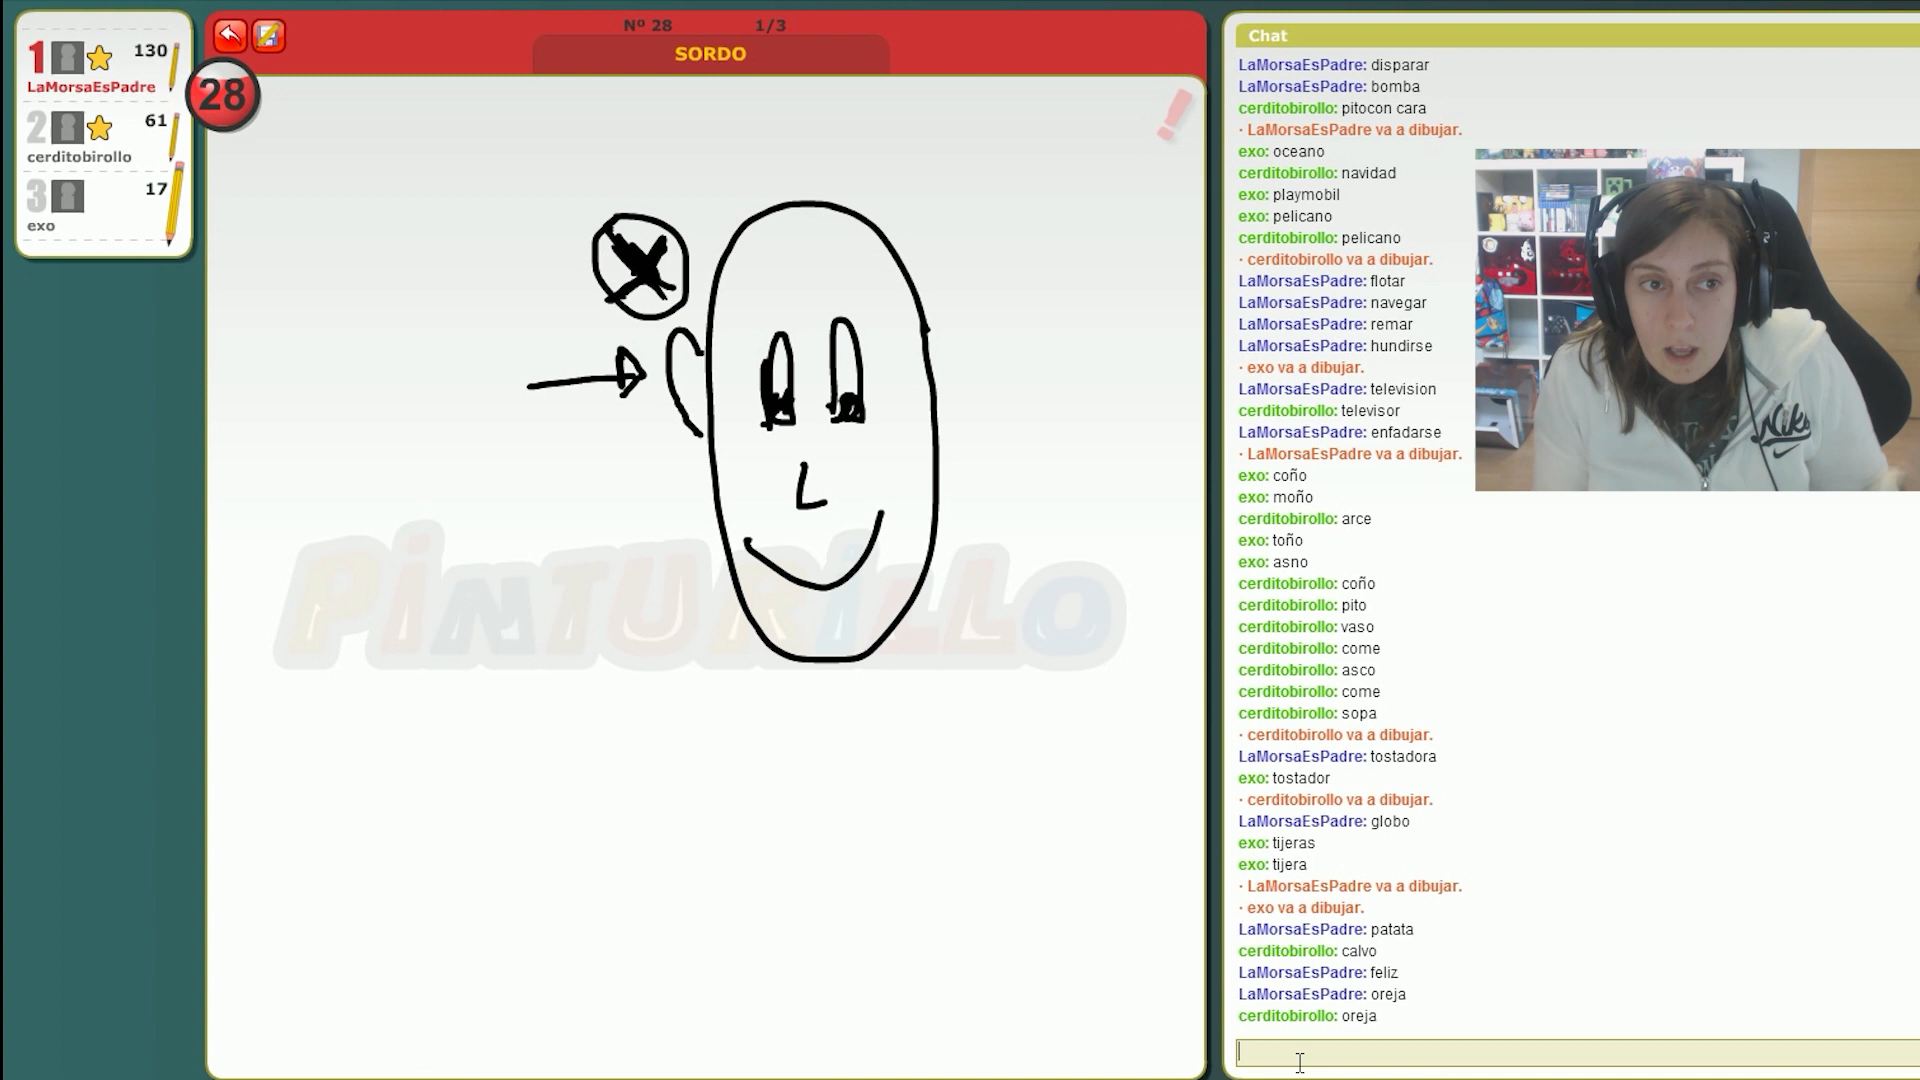 1 130
LaMorsaEsPadre
2 61
cerditobirollo
3 17
exo
28
Nº 28 1/3
SORDO
!
PINTURILLO
Chat
LaMorsaEsPadre: disparar
LaMorsaEsPadre: bomba
cerditobirollo: pitocon cara
· LaMorsaEsPadre va a dibujar.
exo: oceano
cerditobirollo: navidad
exo: playmobil
exo: pelicano
cerditobirollo: pelicano
· cerditobirollo va a dibujar.
LaMorsaEsPadre: flotar
LaMorsaEsPadre: navegar
LaMorsaEsPadre: remar
LaMorsaEsPadre: hundirse
· exo va a dibujar.
LaMorsaEsPadre: television
cerditobirollo: televisor
LaMorsaEsPadre: enfadarse
· LaMorsaEsPadre va a dibujar.
exo: coño
exo: moño
cerditobirollo: arce
exo: toño
exo: asno
cerditobirollo: coño
cerditobirollo: pito
cerditobirollo: vaso
cerditobirollo: come
cerditobirollo: asco
cerditobirollo: come
cerditobirollo: sopa
· cerditobirollo va a dibujar.
LaMorsaEsPadre: tostadora
exo: tostador
· cerditobirollo va a dibujar.
LaMorsaEsPadre: globo
exo: tijeras
exo: tijera
· LaMorsaEsPadre va a dibujar.
· exo va a dibujar.
LaMorsaEsPadre: patata
cerditobirollo: calvo
LaMorsaEsPadre: feliz
LaMorsaEsPadre: oreja
cerditobirollo: oreja
Nike